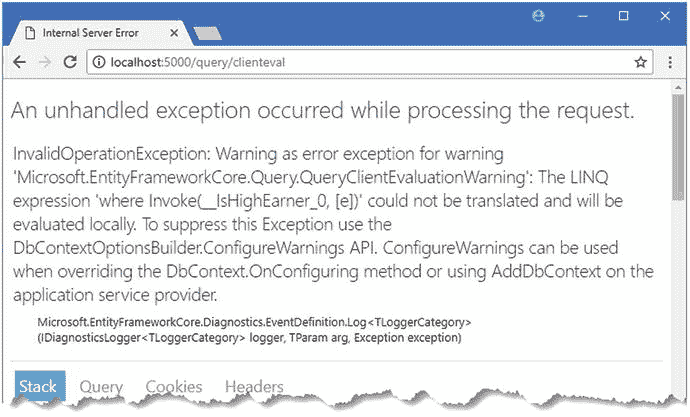 Internal Server Error
localhost:5000/query/clienteval
An unhandled exception occurred while processing the request.
InvalidOperationException: Warning as error exception for warning
'Microsoft.EntityFrameworkCore.Query.QueryClientEvaluationWarning': The LINQ
expression 'where Invoke(__IsHighEarner_0, [e])' could not be translated and will be
evaluated locally. To suppress this Exception use the
DbContextOptionsBuilder.ConfigureWarnings API. ConfigureWarnings can be used
when overriding the DbContext.OnConfiguring method or using AddDbContext on the
application service provider.
Microsoft.EntityFrameworkCore.Diagnostics.EventDefinition.Log<TLoggerCategory>
(IDiagnosticsLogger<TLoggerCategory> logger, TParam arg, Exception exception)
Stack Query Cookies Headers